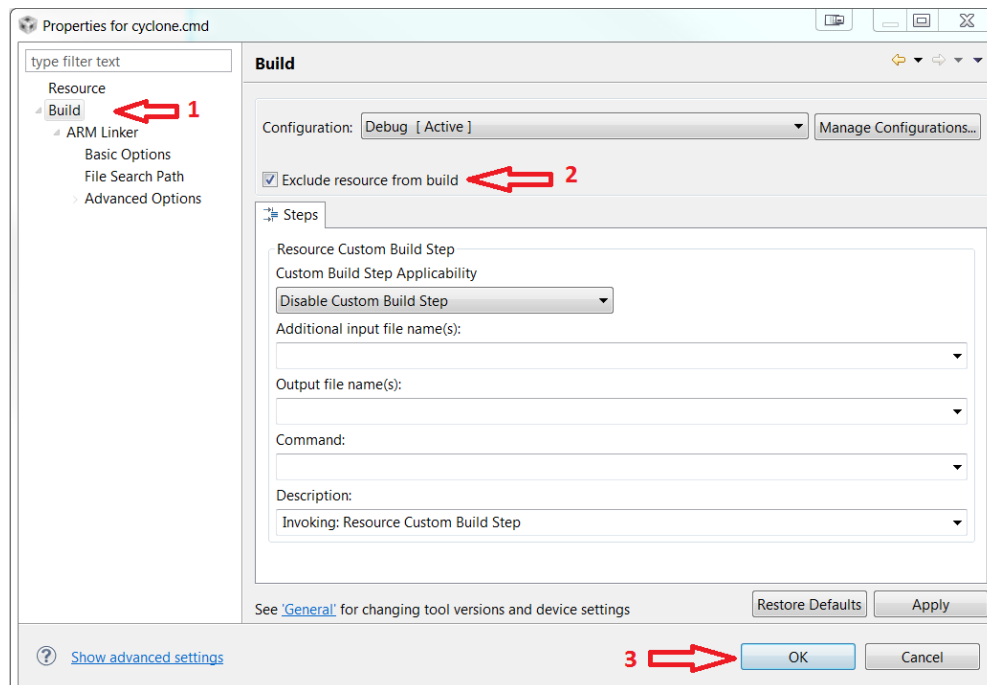 Properties for cyclone.cmd
type filter text
Resource
Build
1
ARM Linker
Basic Options
File Search Path
Advanced Options
Build
Configuration: Debug [ Active ]
Manage Configurations...
Exclude resource from build
2
Steps
Resource Custom Build Step
Custom Build Step Applicability
Disable Custom Build Step
Additional input file name(s):
Output file name(s):
Command:
Description:
Invoking: Resource Custom Build Step
See 'General' for changing tool versions and device settings
Restore Defaults
Apply
? Show advanced settings
3
OK
Cancel